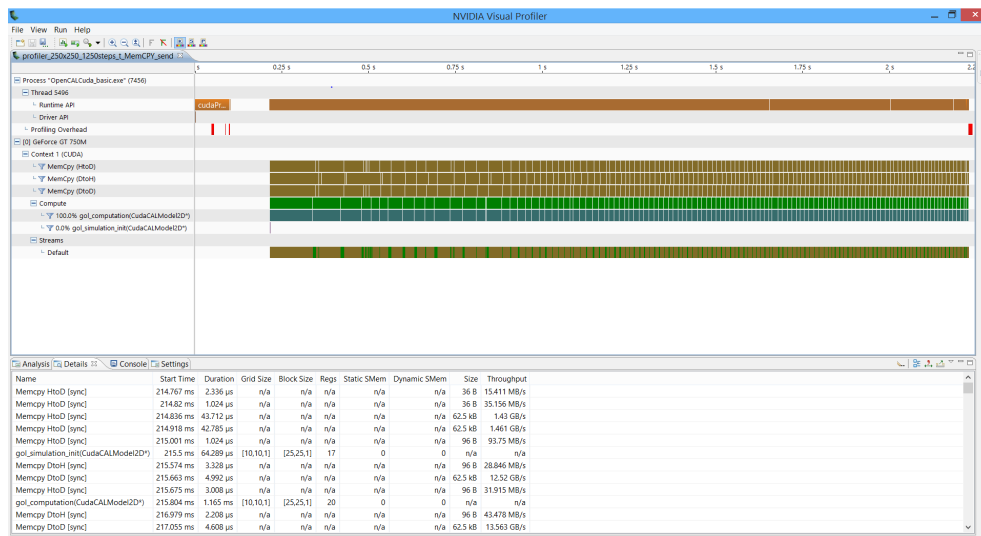 NVIDIA Visual Profiler
File View Run Help
profiler_250x250_1250steps_t_MemCPY_send
s 0.25 s 0.5 s 0.75 s 1 s 1.25 s 1.5 s 1.75 s 2 s 2.2
Process "OpenCALCuda_basic.exe" (7456)
Thread 5496
Runtime API cudaPr...
Driver API
Profiling Overhead
[0] GeForce GT 750M
Context 1 (CUDA)
MemCpy (HtoD)
MemCpy (DtoH)
MemCpy (DtoD)
Compute
100.0% gol_computation(CudaCALModel2D*)
0.0% gol_simulation_init(CudaCALModel2D*)
Streams
Default
Analysis Details Console Settings
Name Start Time Duration Grid Size Block Size Regs Static SMem Dynamic SMem Size Throughput
Memcpy HtoD [sync] 214.767 ms 2.336 µs n/a n/a n/a n/a n/a 36 B 15.411 MB/s
Memcpy HtoD [sync] 214.82 ms 1.024 µs n/a n/a n/a n/a n/a 36 B 35.156 MB/s
Memcpy HtoD [sync] 214.836 ms 43.712 µs n/a n/a n/a n/a n/a 62.5 kB 1.43 GB/s
Memcpy HtoD [sync] 214.918 ms 42.785 µs n/a n/a n/a n/a n/a 62.5 kB 1.461 GB/s
Memcpy HtoD [sync] 215.001 ms 1.024 µs n/a n/a n/a n/a n/a 96 B 93.75 MB/s
gol_simulation_init(CudaCALModel2D*) 215.5 ms 64.289 µs [10,10,1] [25,25,1] 17 0 0 n/a n/a
Memcpy DtoH [sync] 215.574 ms 3.328 µs n/a n/a n/a n/a n/a 96 B 28.846 MB/s
Memcpy DtoD [sync] 215.663 ms 4.992 µs n/a n/a n/a n/a n/a 62.5 kB 12.52 GB/s
Memcpy HtoD [sync] 215.675 ms 3.008 µs n/a n/a n/a n/a n/a 96 B 31.915 MB/s
gol_computation(CudaCALModel2D*) 215.804 ms 1.165 ms [10,10,1] [25,25,1] 20 0 0 n/a n/a
Memcpy DtoH [sync] 216.979 ms 2.208 µs n/a n/a n/a n/a n/a 96 B 43.478 MB/s
Memcpy DtoD [sync] 217.055 ms 4.608 µs n/a n/a n/a n/a n/a 62.5 kB 13.563 GB/s